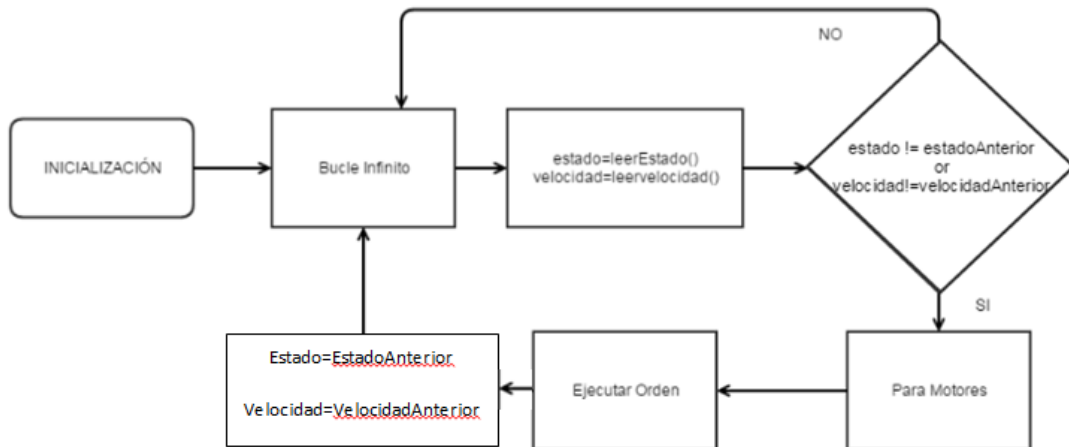 NO
INICIALIZACIÓN
Bucle Infinito
estado=leerEstado()
velocidad=leervelocidad()
estado != estadoAnterior
or
velocidad!=velocidadAnterior
SI
Estado=EstadoAnterior
Velocidad=VelocidadAnterior
Ejecutar Orden
Para Motores